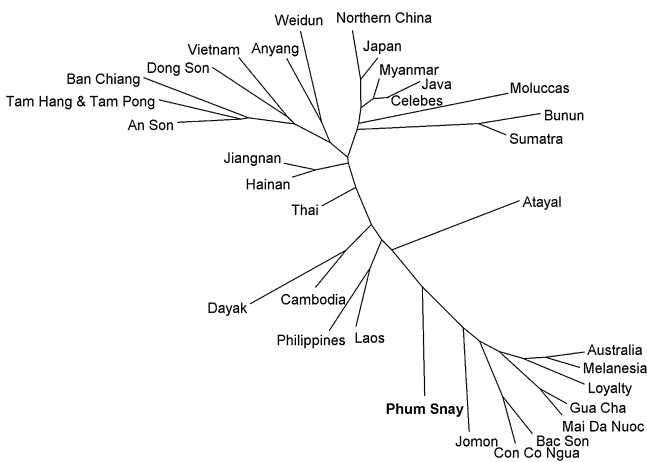 Northern China
Weidun
Japan
Vietnam
Anyang
Dong Son
Myanmar
Ban Chiang
Java
Moluccas
Tam Hang & Tam Pong
Celebes
An Son
Bunun
Sumatra
Jiangnan
Hainan
Thai
Atayal
Dayak
Cambodia
Philippines
Laos
Australia
Melanesia
Loyalty
Phum Snay
Gua Cha
Mai Da Nuoc
Jomon
Bac Son
Con Co Ngua